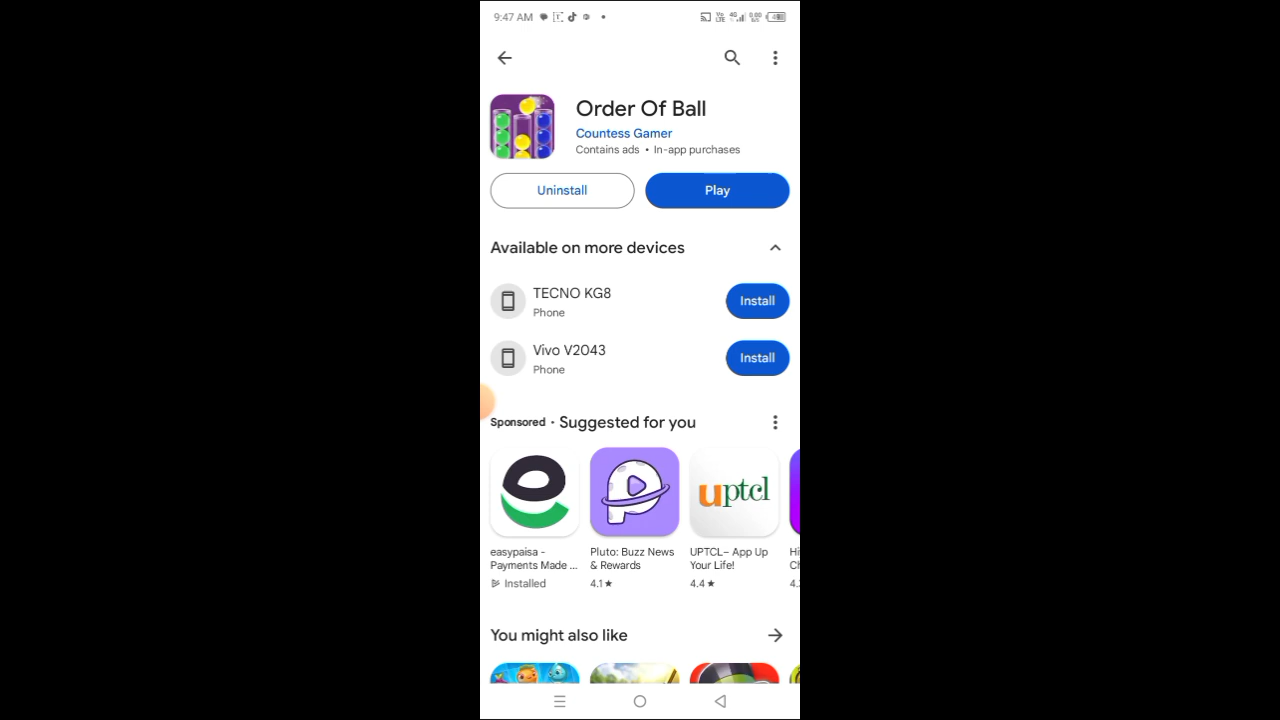 9:47 AM
Order Of Ball
Countess Gamer
Contains ads • In-app purchases
Uninstall
Play
Available on more devices
TECNO KG8
Phone
Install
Vivo V2043
Phone
Install
Sponsored · Suggested for you
uptcl
easypaisa -
Payments Made ...
Installed
Pluto: Buzz News
& Rewards
4.1★
UPTCL– App Up
Your Life!
4.4★
You might also like